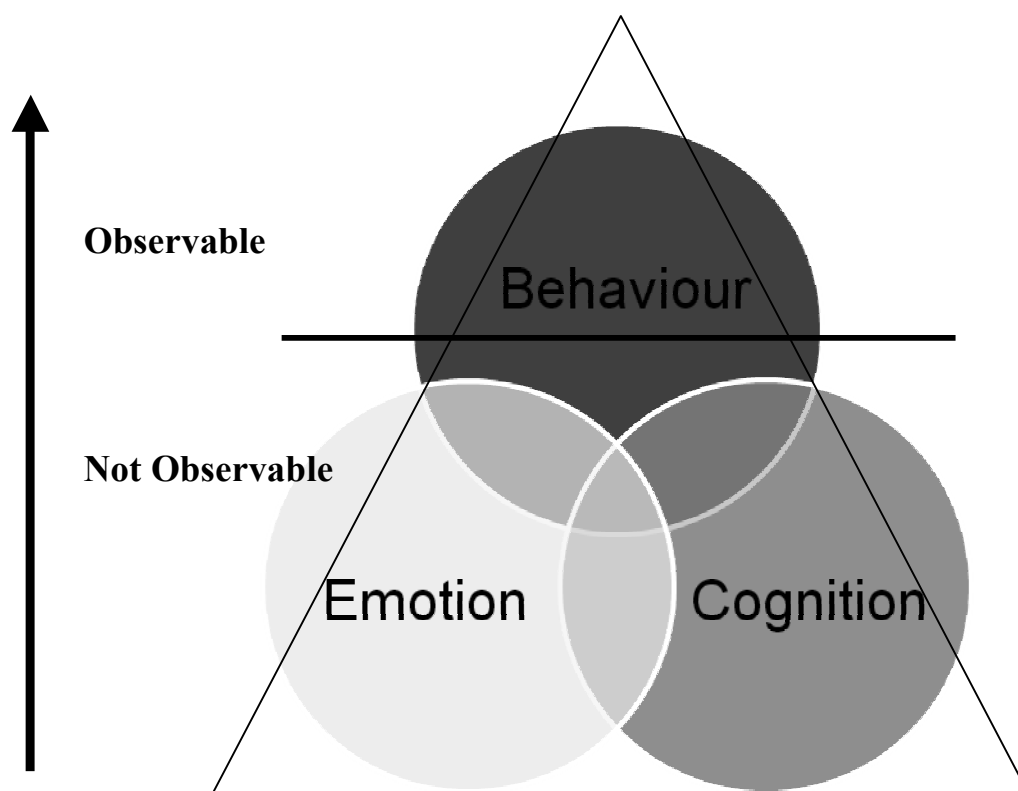 Observable
Behaviour
Not Observable
Emotion
Cognition